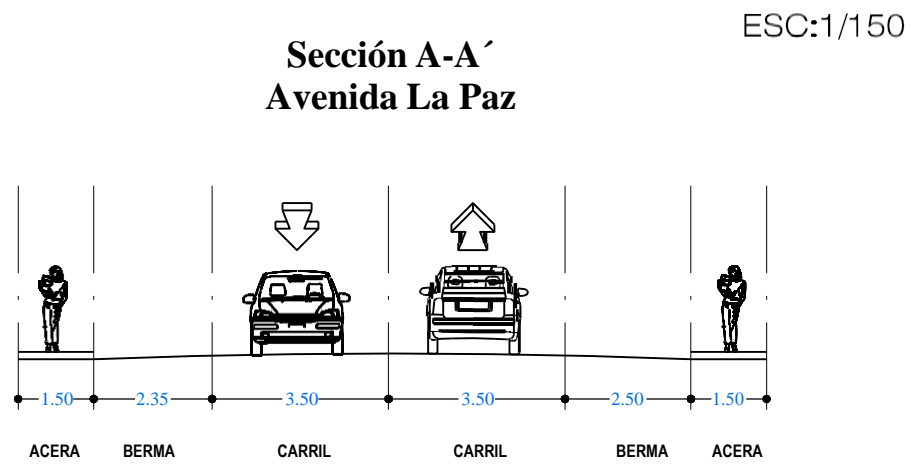 ESC:1/150
Sección A-A´
Avenida La Paz
1.50 2.35 3.50 3.50 2.50 1.50
ACERA BERMA CARRIL CARRIL BERMA ACERA